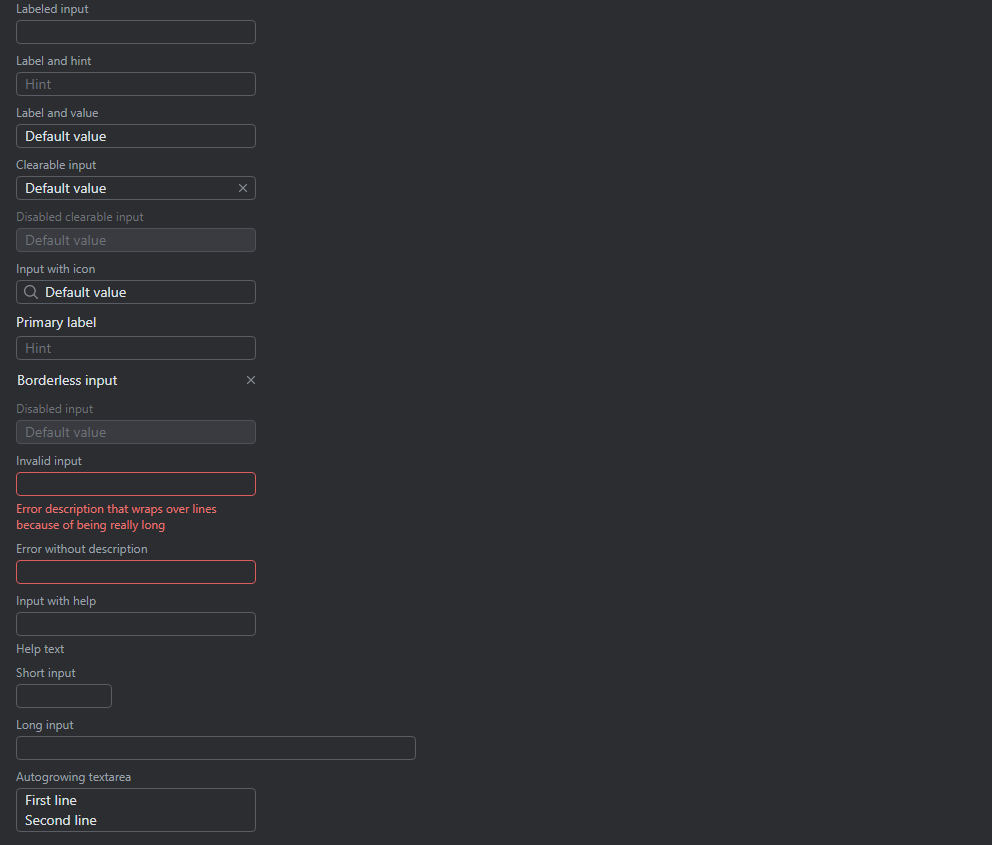 Labeled input
Label and hint
Hint
Label and value
Default value
Clearable input
Default value
Disabled clearable input
Default value
Input with icon
Default value
Primary label
Hint
Borderless input
Disabled input
Default value
Invalid input
Error description that wraps over lines
because of being really long
Error without description
Input with help
Help text
Short input
Long input
Autogrowing textarea
First line
Second line